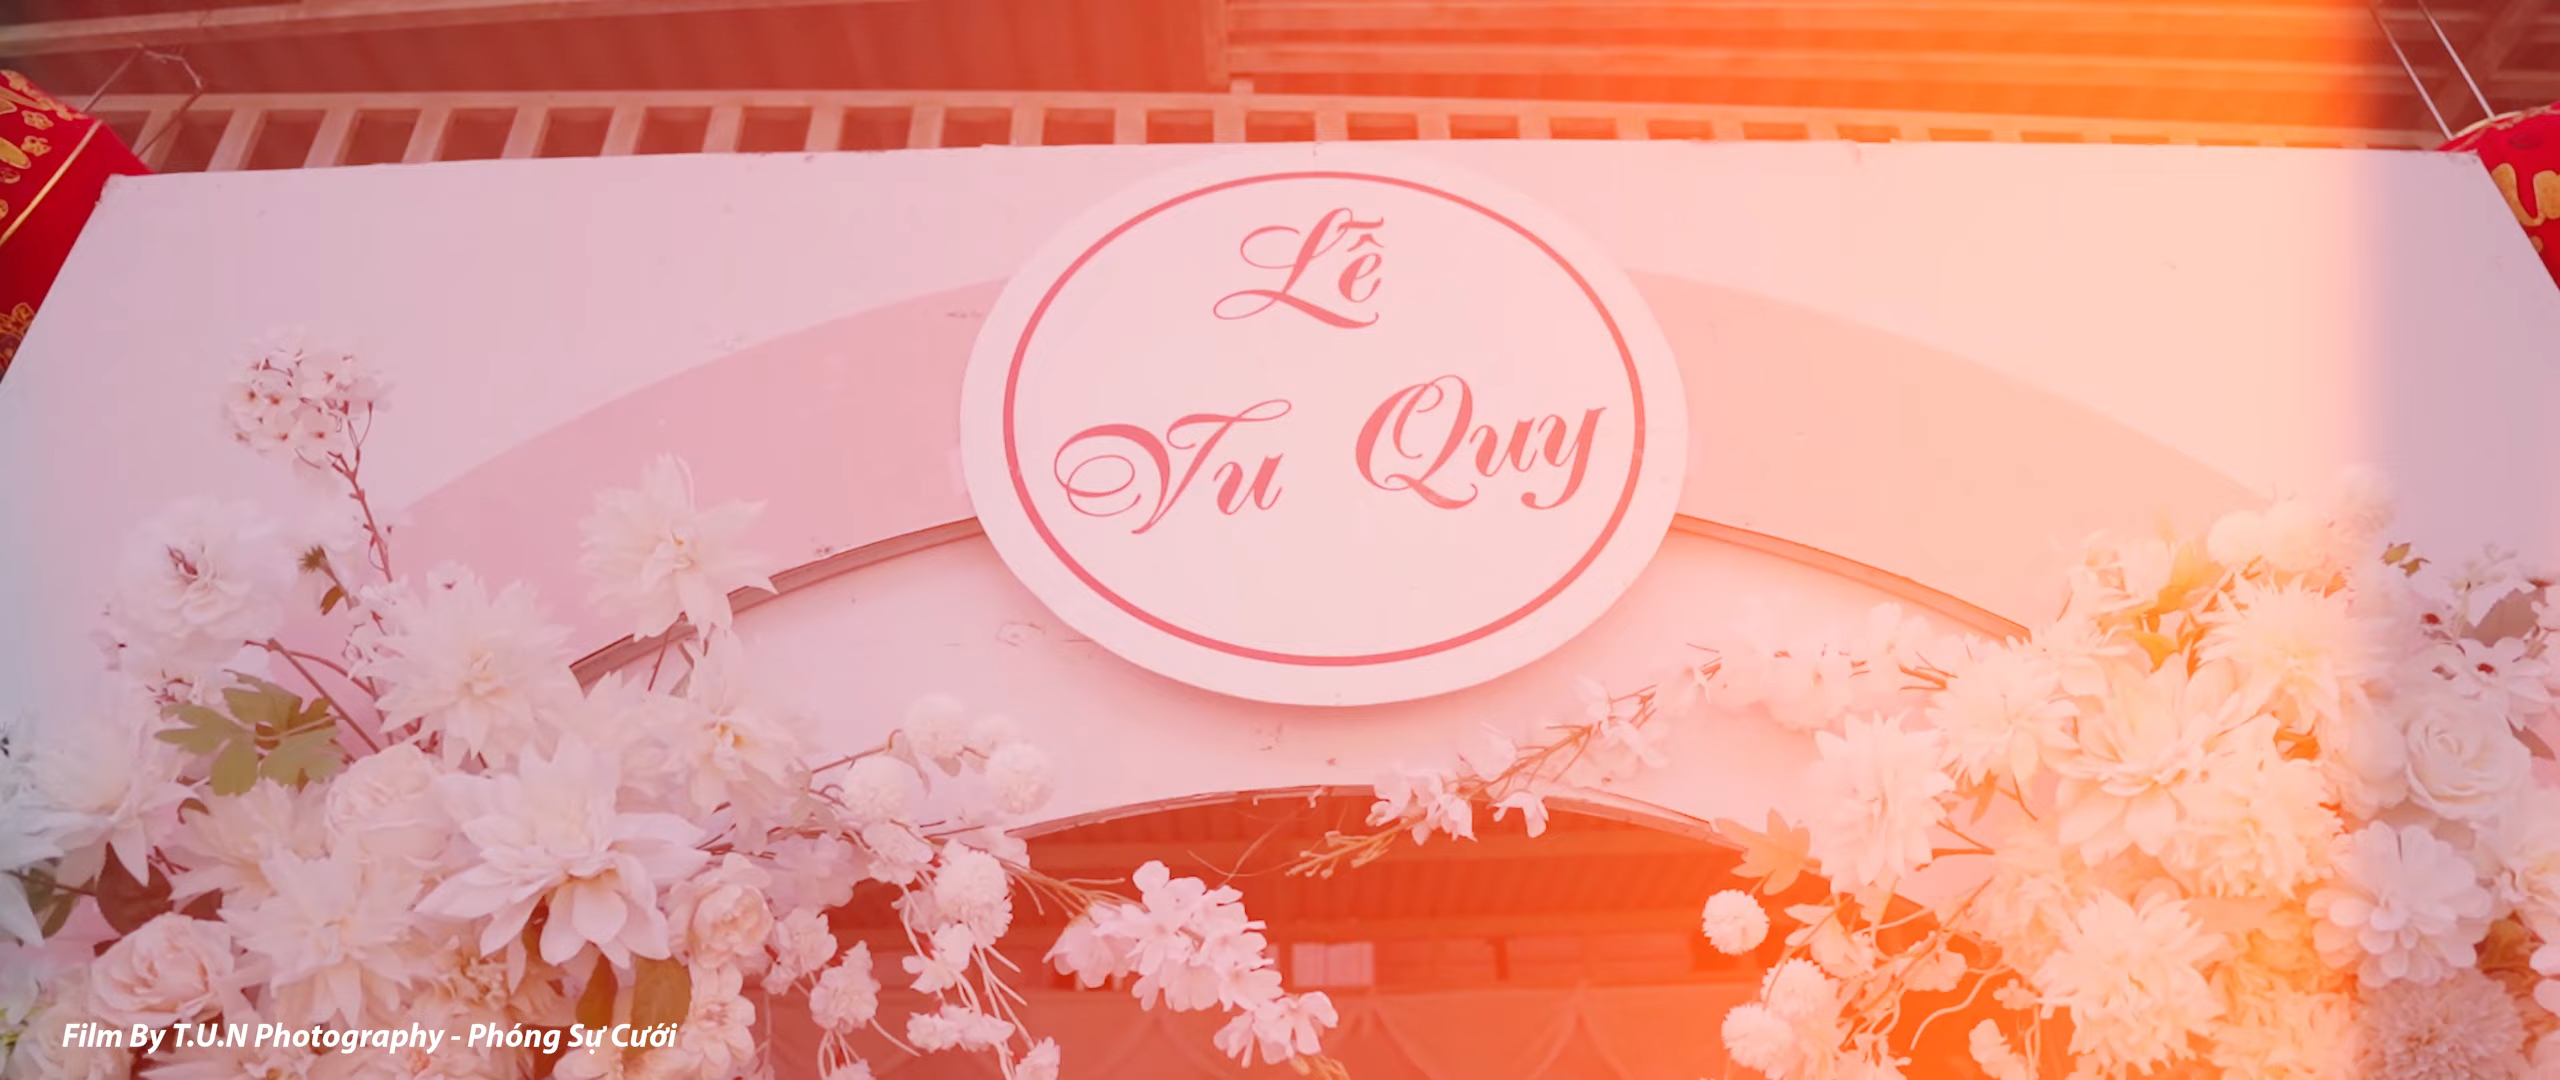 Lễ
Vu Quy
Film By T.U.N Photography - Phóng Sự Cưới